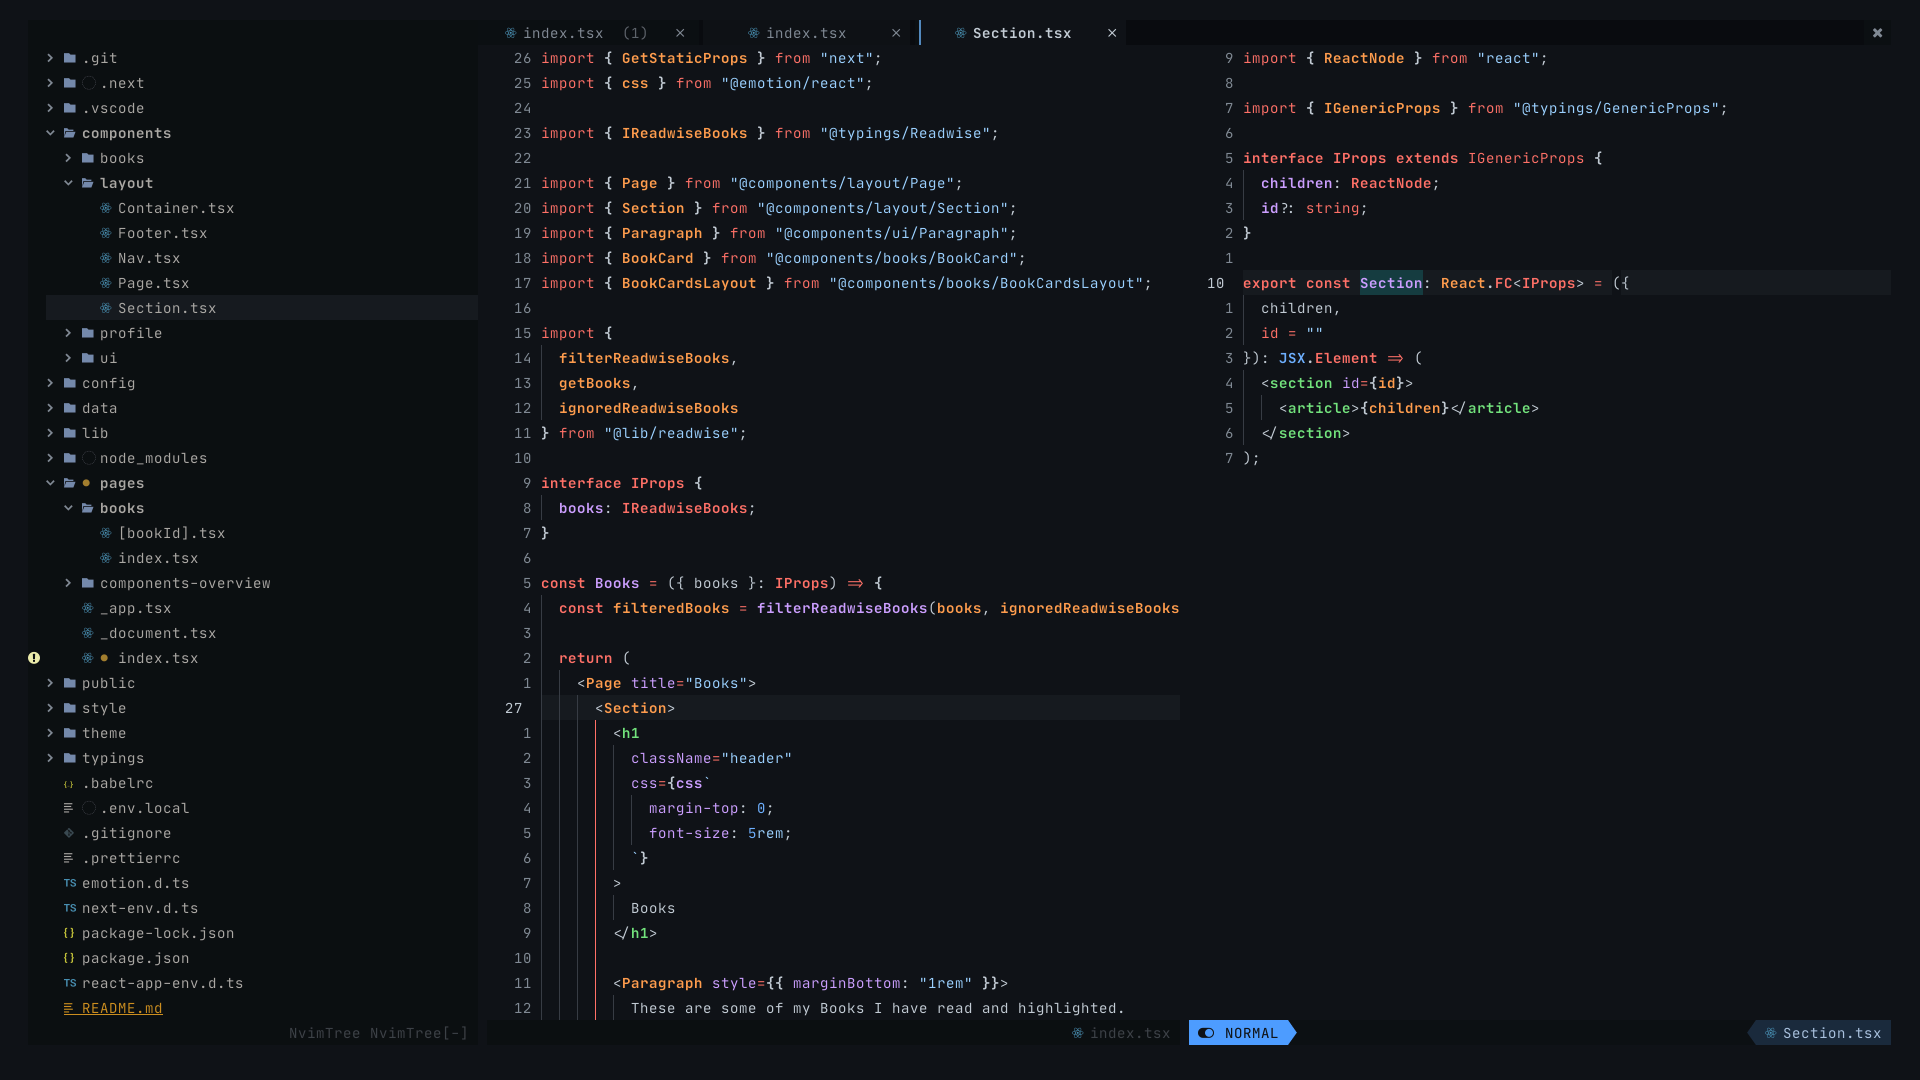 index.tsx (1) ×
index.tsx ×
Section.tsx ×
.git
.next
.vscode
components
books
layout
Container.tsx
Footer.tsx
Nav.tsx
Page.tsx
Section.tsx
profile
ui
config
data
lib
node_modules
pages
books
[bookId].tsx
index.tsx
components-overview
_app.tsx
_document.tsx
index.tsx
public
style
theme
typings
{.} .babelrc
.env.local
.gitignore
.prettierrc
TS emotion.d.ts
TS next-env.d.ts
{} package-lock.json
{} package.json
TS react-app-env.d.ts
README.md
NvimTree NvimTree[-]
26 import { GetStaticProps } from "next";
25 import { css } from "@emotion/react";
24
23 import { IReadwiseBooks } from "@typings/Readwise";
22
21 import { Page } from "@components/layout/Page";
20 import { Section } from "@components/layout/Section";
19 import { Paragraph } from "@components/ui/Paragraph";
18 import { BookCard } from "@components/books/BookCard";
17 import { BookCardsLayout } from "@components/books/BookCardsLayout";
16
15 import {
14 filterReadwiseBooks,
13 getBooks,
12 ignoredReadwiseBooks
11 } from "@lib/readwise";
10
9 interface IProps {
8 books: IReadwiseBooks;
7 }
6
5 const Books = ({ books }: IProps) => {
4 const filteredBooks = filterReadwiseBooks(books, ignoredReadwiseBooks
3
2 return (
1 <Page title="Books">
27 <Section>
1 <h1
2 className="header"
3 css={css`
4 margin-top: 0;
5 font-size: 5rem;
6 `}
7 >
8 Books
9 </h1>
10
11 <Paragraph style={{ marginBottom: "1rem" }}>
12 These are some of my Books I have read and highlighted.
index.tsx
9 import { ReactNode } from "react";
8
7 import { IGenericProps } from "@typings/GenericProps";
6
5 interface IProps extends IGenericProps {
4 children: ReactNode;
3 id?: string;
2 }
1
10 export const Section: React.FC<IProps> = ({
1 children,
2 id = ""
3 }): JSX.Element => (
4 <section id={id}>
5 <article>{children}</article>
6 </section>
7 );
NORMAL
Section.tsx